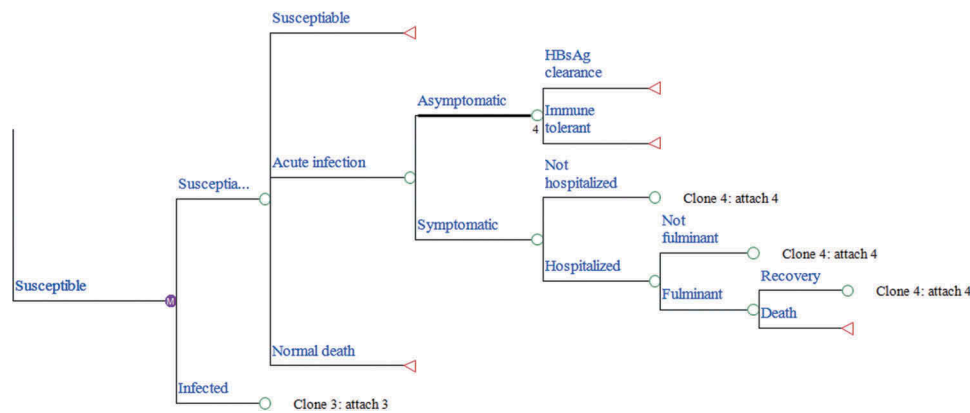 Susceptiable
HBsAg
clearance
Asymptomatic
4
Immune
tolerant
Acute infection
Not
hospitalized
Susceptia...
Clone 4: attach 4
Symptomatic
Not
fulminant
Clone 4: attach 4
Hospitalized
Recovery
Susceptible
M
Fulminant
Clone 4: attach 4
Death
Normal death
Infected
Clone 3: attach 3